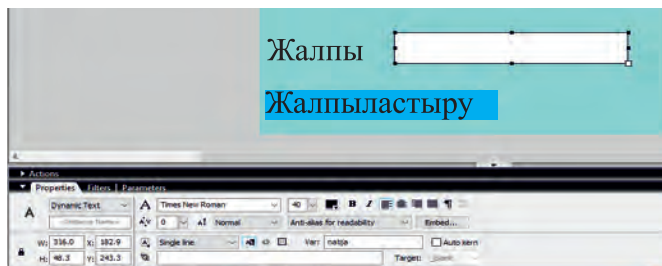 Жалпы
Жалпыластыру
Actions
Properties Filters Parameters
Dynamic Text Times New Roman 40 B I
0 Normal Anti-alias for readability Embed...
W: 316.0 X: 182.9 Single line Var: Auto kern
H: 48.3 Y: 243.3 Target: